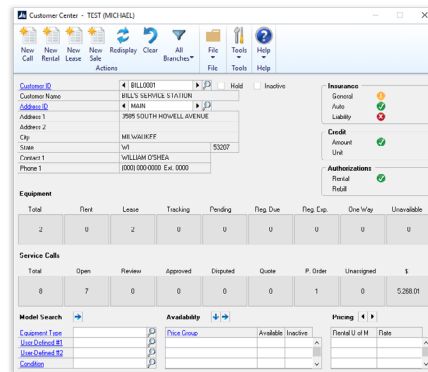 Customer Center - TEST (MICHAEL)
New Call New Rental New Lease New Sale Redisplay Clear All Branches File Tools Help
Actions File Tools Help
Customer ID BILL0001 Hold Inactive
Customer Name BILL'S SERVICE STATION
Address ID MAIN
Address 1 3585 SOUTH HOWELL AVENUE
Address 2
City MILWAUKEE
State WI 53207
Contact 1 WILLIAM O'SHEA
Phone 1 (000) 000-0000 Ext. 0000
Insurance
General
Auto
Liability
Credit
Amount
Unit
Authorizations
Rental
Rebill
Equipment
Total Rent Lease Tracking Pending Reg. Due Reg. Exp. One Way Unavailable
2 0 2 0 0 0 0 0 0
Service Calls
Total Open Review Approved Disputed Quote P. Order Unassigned $
8 7 0 0 0 0 1 0 5,268.01
Model Search Availability Pricing
Equipment Type Price Group Available Inactive Rental U of M Rate
User-Defined #1
User-Defined #2
Condition